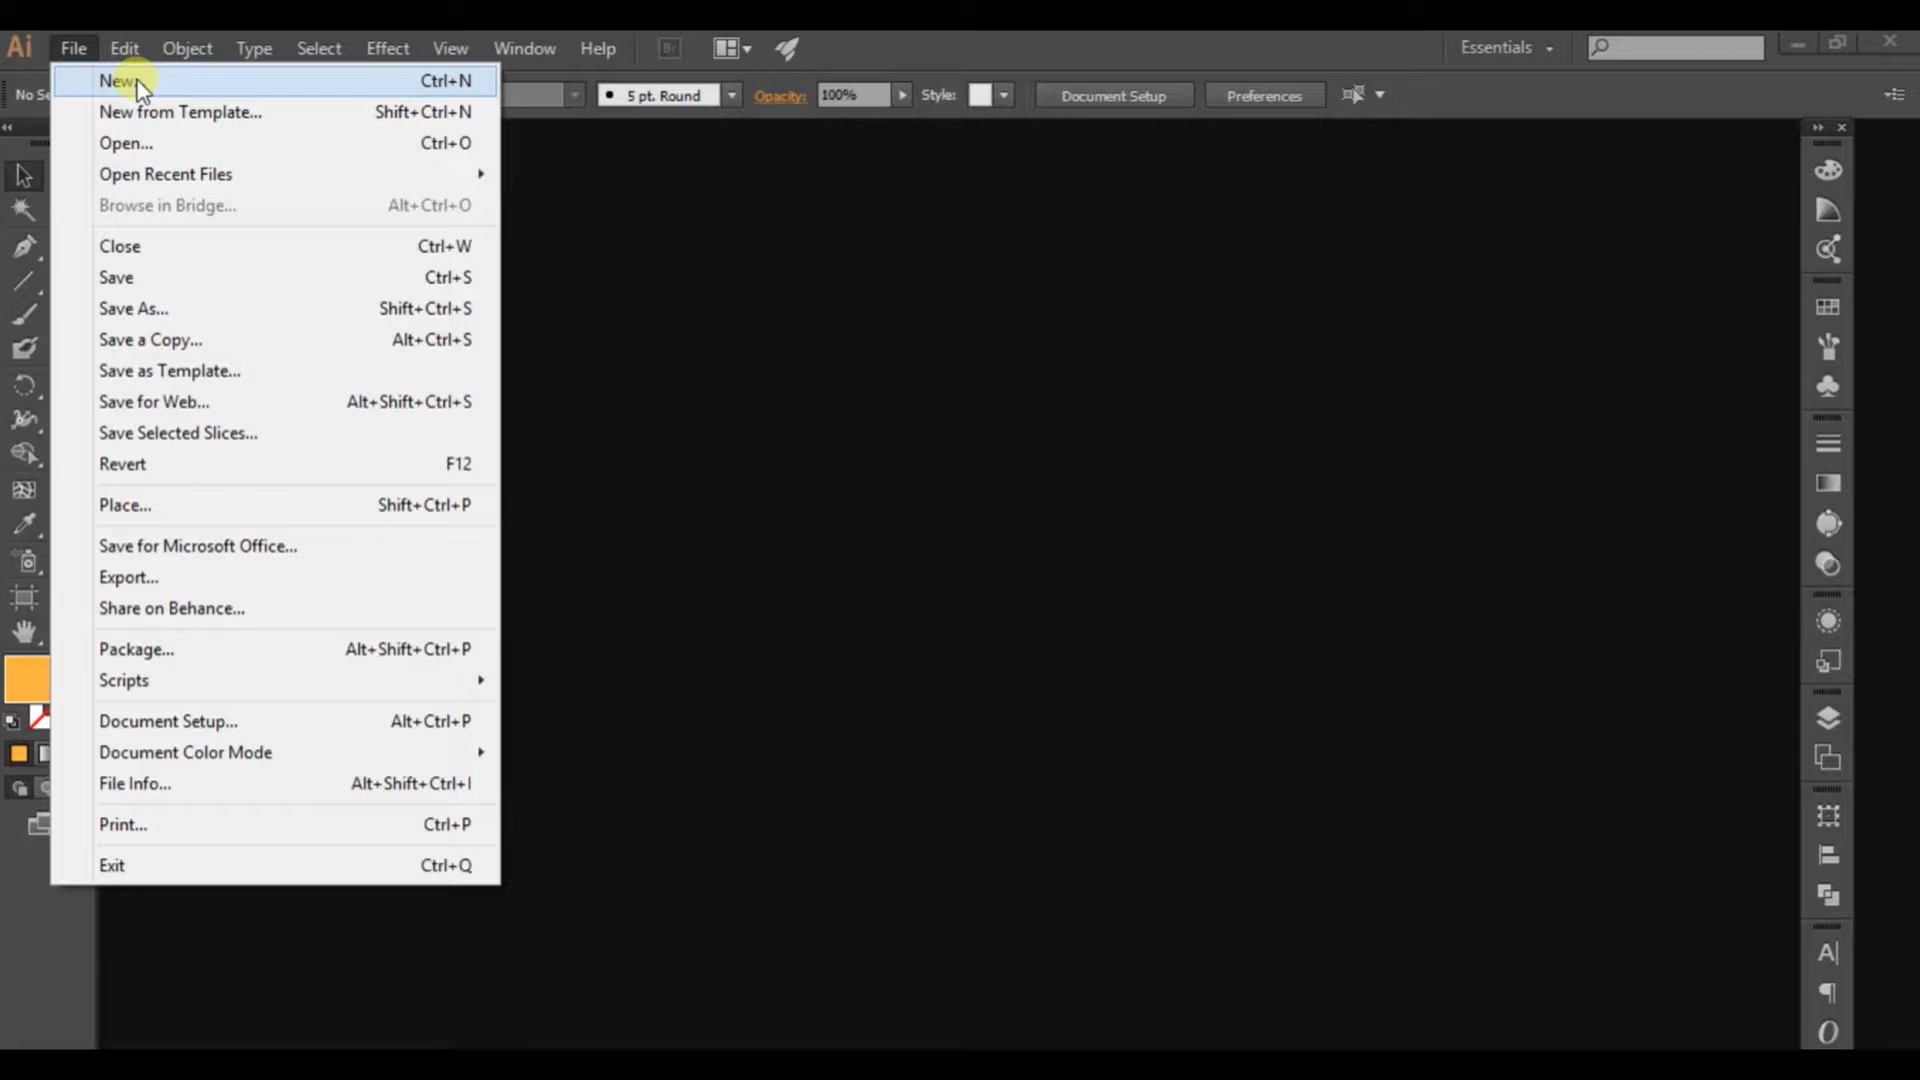 Ai File Edit Object Type Select Effect View Window Help Br Essentials
No Se 5 pt. Round Opacity: 100% Style: Document Setup Preferences
New... Ctrl+N
New from Template... Shift+Ctrl+N
Open... Ctrl+O
Open Recent Files
Browse in Bridge... Alt+Ctrl+O
Close Ctrl+W
Save Ctrl+S
Save As... Shift+Ctrl+S
Save a Copy... Alt+Ctrl+S
Save as Template...
Save for Web... Alt+Shift+Ctrl+S
Save Selected Slices...
Revert F12
Place... Shift+Ctrl+P
Save for Microsoft Office...
Export...
Share on Behance...
Package... Alt+Shift+Ctrl+P
Scripts
Document Setup... Alt+Ctrl+P
Document Color Mode
File Info... Alt+Shift+Ctrl+I
Print... Ctrl+P
Exit Ctrl+Q